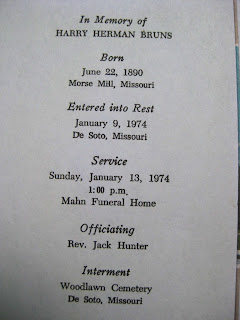 In Memory of
HARRY HERMAN BRUNS
Born
June 22, 1890
Morse Mill, Missouri
Entered into Rest
January 9, 1974
De Soto, Missouri
Service
Sunday, January 13, 1974
1:00 p.m.
Mahn Funeral Home
Officiating
Rev. Jack Hunter
Interment
Woodlawn Cemetery
De Soto, Missouri